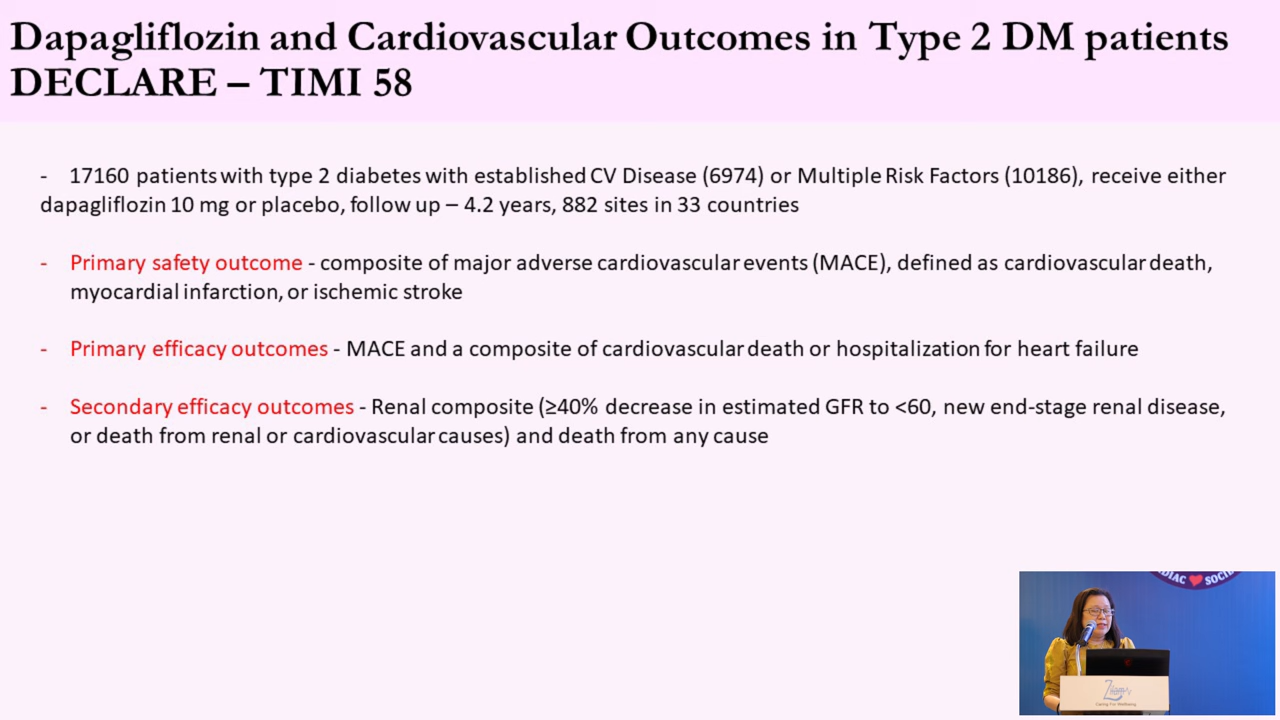 Dapagliflozin and Cardiovascular Outcomes in Type 2 DM patients
DECLARE – TIMI 58
- 17160 patients with type 2 diabetes with established CV Disease (6974) or Multiple Risk Factors (10186), receive either
dapagliflozin 10 mg or placebo, follow up – 4.2 years, 882 sites in 33 countries
- Primary safety outcome - composite of major adverse cardiovascular events (MACE), defined as cardiovascular death,
myocardial infarction, or ischemic stroke
- Primary efficacy outcomes - MACE and a composite of cardiovascular death or hospitalization for heart failure
- Secondary efficacy outcomes - Renal composite (≥40% decrease in estimated GFR to <60, new end-stage renal disease,
or death from renal or cardiovascular causes) and death from any cause
Caring For Wellbeing